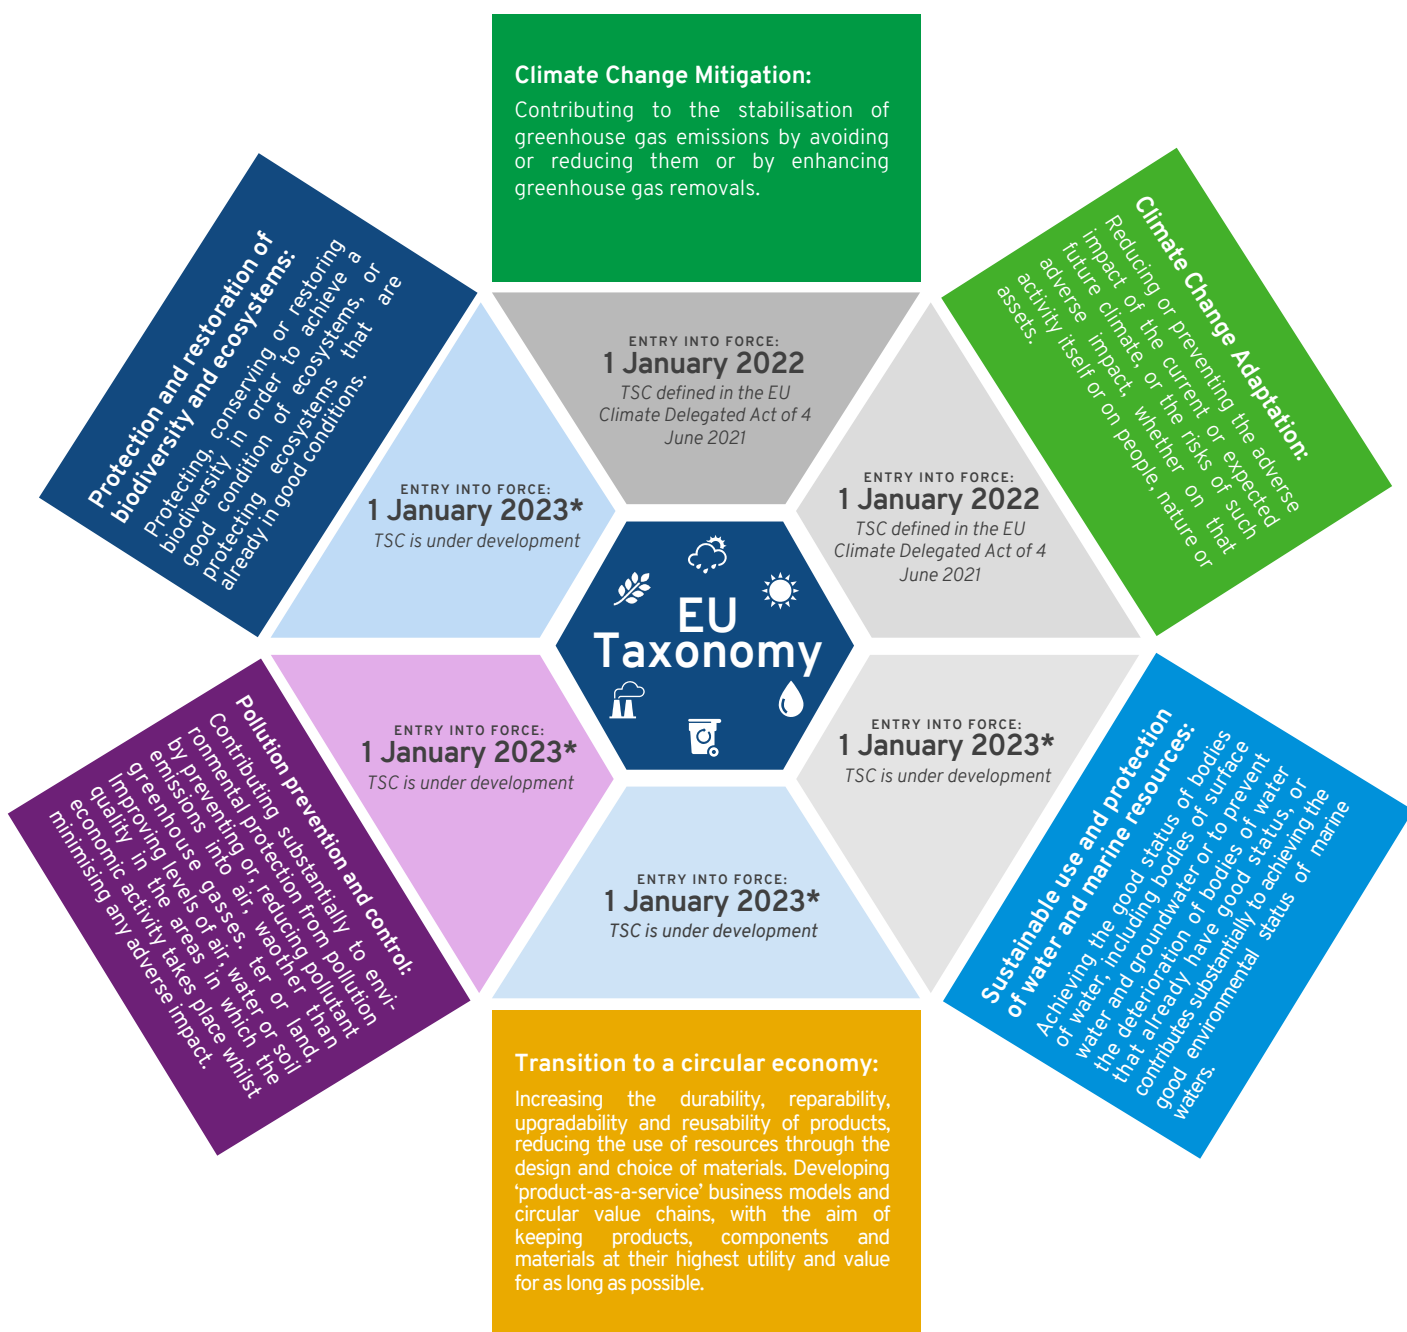 Climate Change Mitigation:
Contributing to the stabilisation of
greenhouse gas emissions by avoiding
or reducing them or by enhancing
greenhouse gas removals.
ENTRY INTO FORCE:
1 January 2022
TSC defined in the EU
Climate Delegated Act of 4
June 2021
Climate Change Adaptation:
Reducing or preventing the adverse
impact of the current or expected
future climate, or the risks of such
adverse impact, whether on that
activity itself or on people, nature or
assets.
ENTRY INTO FORCE:
1 January 2022
TSC defined in the EU
Climate Delegated Act of 4
June 2021
Sustainable use and protection
of water and marine resources:
Achieving the good status of bodies
of water, including bodies of surface
water and groundwater or to prevent
the deterioration of bodies of water
that already have good status, or
contributes substantially to achieving the
good environmental status of marine
waters.
ENTRY INTO FORCE:
1 January 2023*
TSC is under development
Transition to a circular economy:
Increasing the durability, reparability,
upgradability and reusability of products,
reducing the use of resources through the
design and choice of materials. Developing
‘product-as-a-service’ business models and
circular value chains, with the aim of
keeping products, components and
materials at their highest utility and value
for as long as possible.
ENTRY INTO FORCE:
1 January 2023*
TSC is under development
Pollution prevention and control:
Contributing substantially to envi-
ronmental protection from pollution
by preventing or, reducing pollutant
emissions into air, waother than
greenhouse gasses. ter or land,
Improving levels of air, water or soil
quality in the areas in which the
economic activity takes place whilst
minimising any adverse impact.
ENTRY INTO FORCE:
1 January 2023*
TSC is under development
Protection and restoration of
biodiversity and ecosystems:
Protecting, conserving or restoring
biodiversity in order to achieve a
good condition of ecosystems, or
protecting ecosystems that are
already in good conditions.
ENTRY INTO FORCE:
1 January 2023*
TSC is under development
EU
Taxonomy